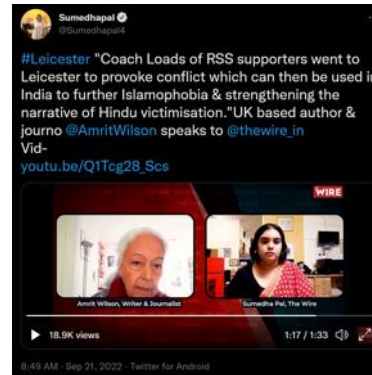 Sumedhapal
@Sumedhapal4
#Leicester "Coach Loads of RSS supporters went to
Leicester to provoke conflict which can then be used i
India to further Islamophobia & strengthening the
narrative of Hindu victimisation."UK based author &
journo @AmritWilson speaks to @thewire_in
Vid-
youtu.be/Q1Tcg28_Scs
WIRE
Amrit Wilson, Writer & Journalist
Sumedha Pal, The Wire
18.9K views
1:17 / 1:33
8:49 AM · Sep 21, 2022 · Twitter for Android